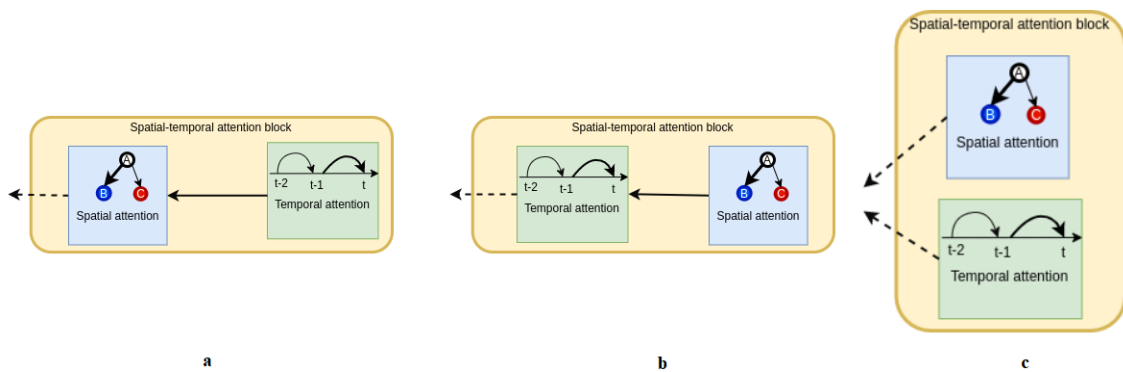 Spatial-temporal attention block
A
B C
Spatial attention
t-2 t-1 t
Temporal attention
a
Spatial-temporal attention block
t-2 t-1 t
Temporal attention
A
B C
Spatial attention
b
Spatial-temporal attention block
A
B C
Spatial attention
t-2 t-1 t
Temporal attention
c